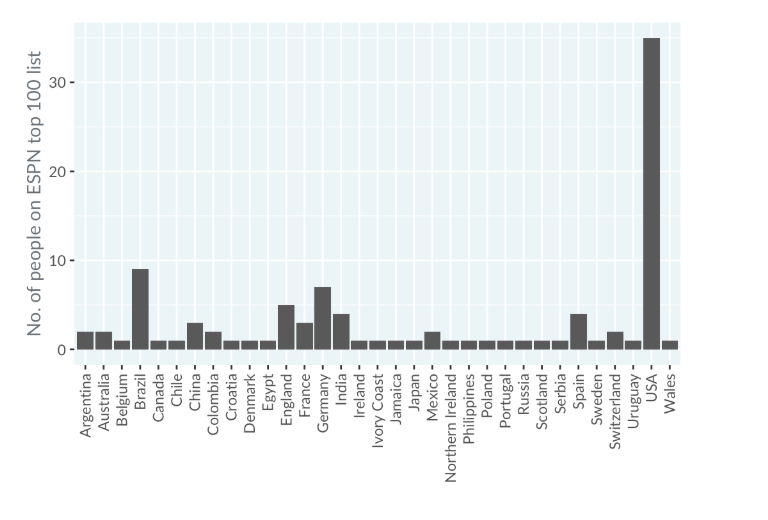 No. of people on ESPN top 100 list
30
20
10
0
Argentina
Australia
Belgium
Brazil
Canada
Chile
China
Colombia
Croatia
Denmark
Egypt
England
France
Germany
India
Ireland
Ivory Coast
Jamaica
Japan
Mexico
Northern Ireland
Philippines
Poland
Portugal
Russia
Scotland
Serbia
Spain
Sweden
Switzerland
Uruguay
USA
Wales